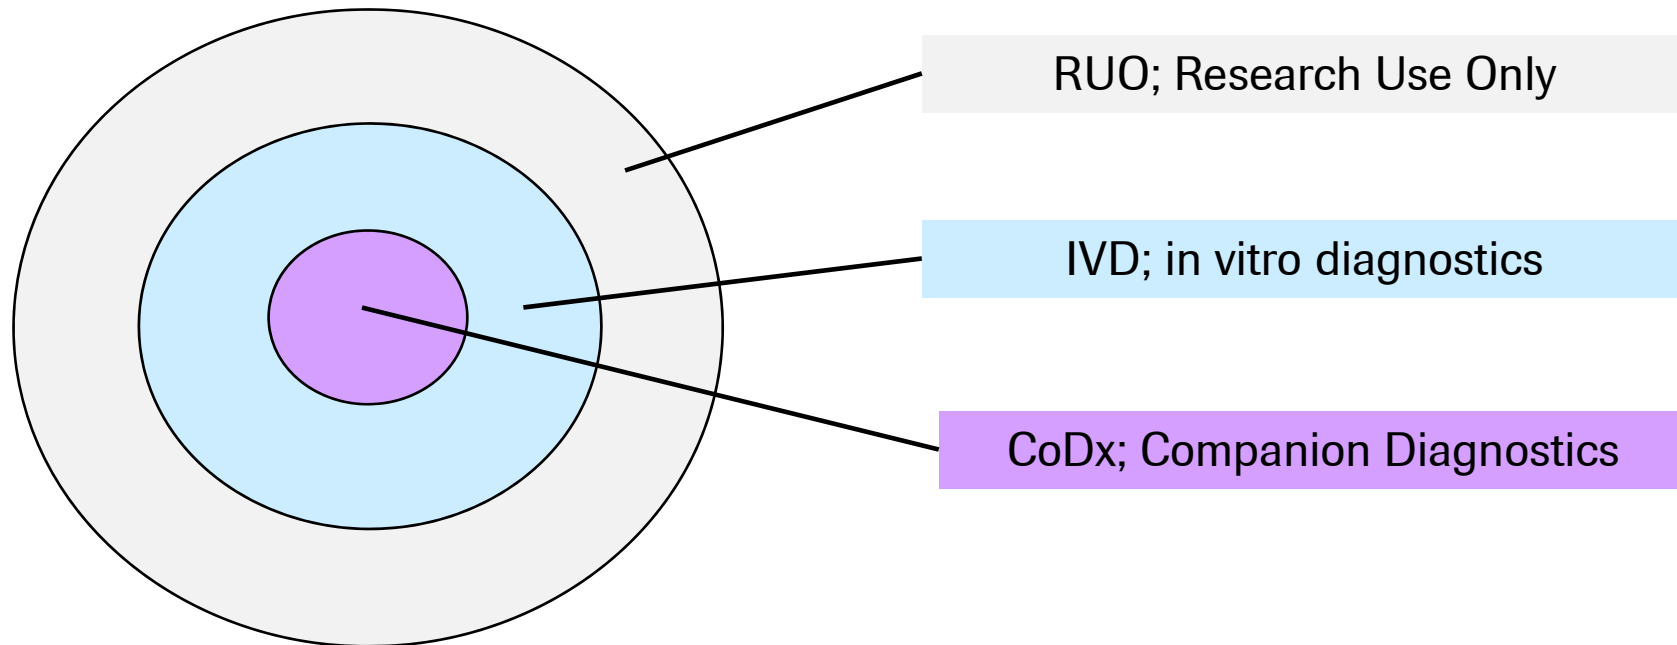 RUO; Research Use Only
IVD; in vitro diagnostics
CoDx; Companion Diagnostics